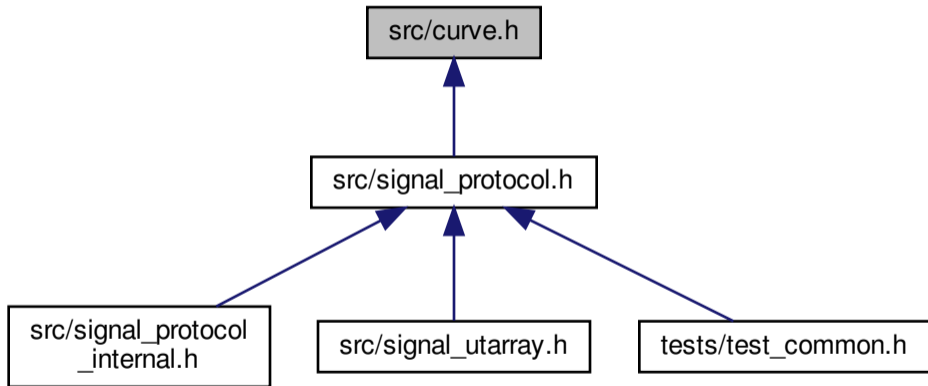 src/curve.h
src/signal_protocol.h
src/signal_protocol
_internal.h
src/signal_utarray.h
tests/test_common.h